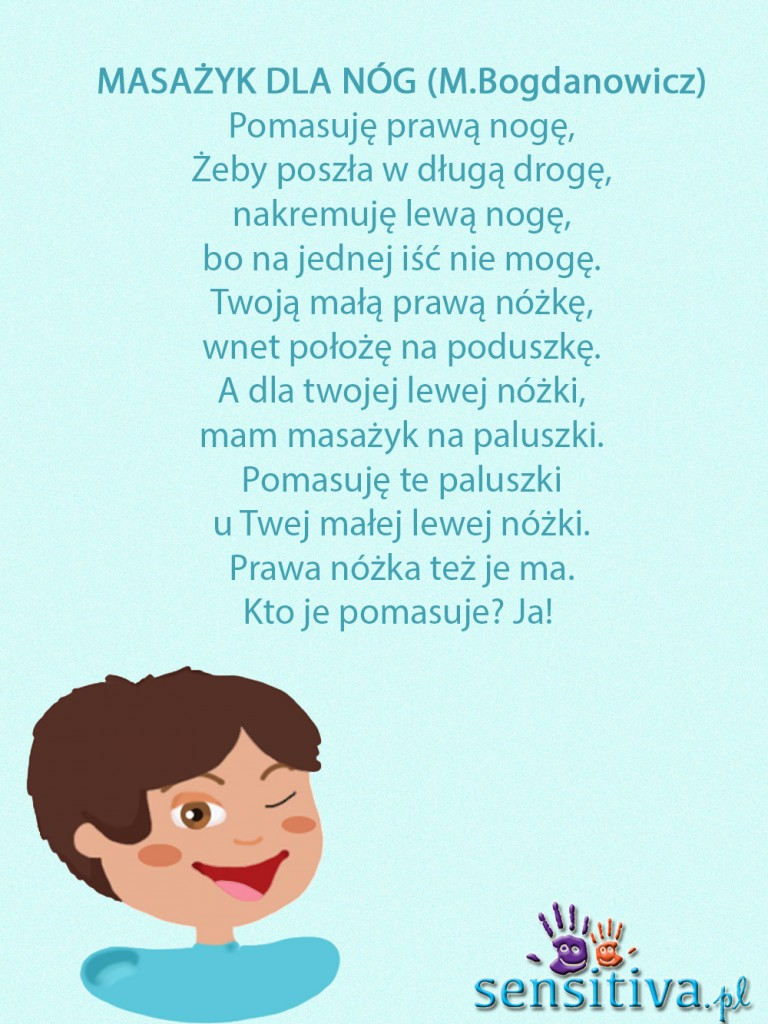 MASAŻYK DLA NÓG (M.Bogdanowicz)
Pomasuję prawą nogę,
Żeby poszła w długą drogę,
nakremuję lewą nogę,
bo na jednej iść nie mogę.
Twoją małą prawą nóżkę,
wnet położę na poduszkę.
A dla twojej lewej nóżki,
mam masażyk na paluszki.
Pomasuję te paluszki
u Twej małej lewej nóżki.
Prawa nóżka też je ma.
Kto je pomasuje? Ja!
sensitiva.pl